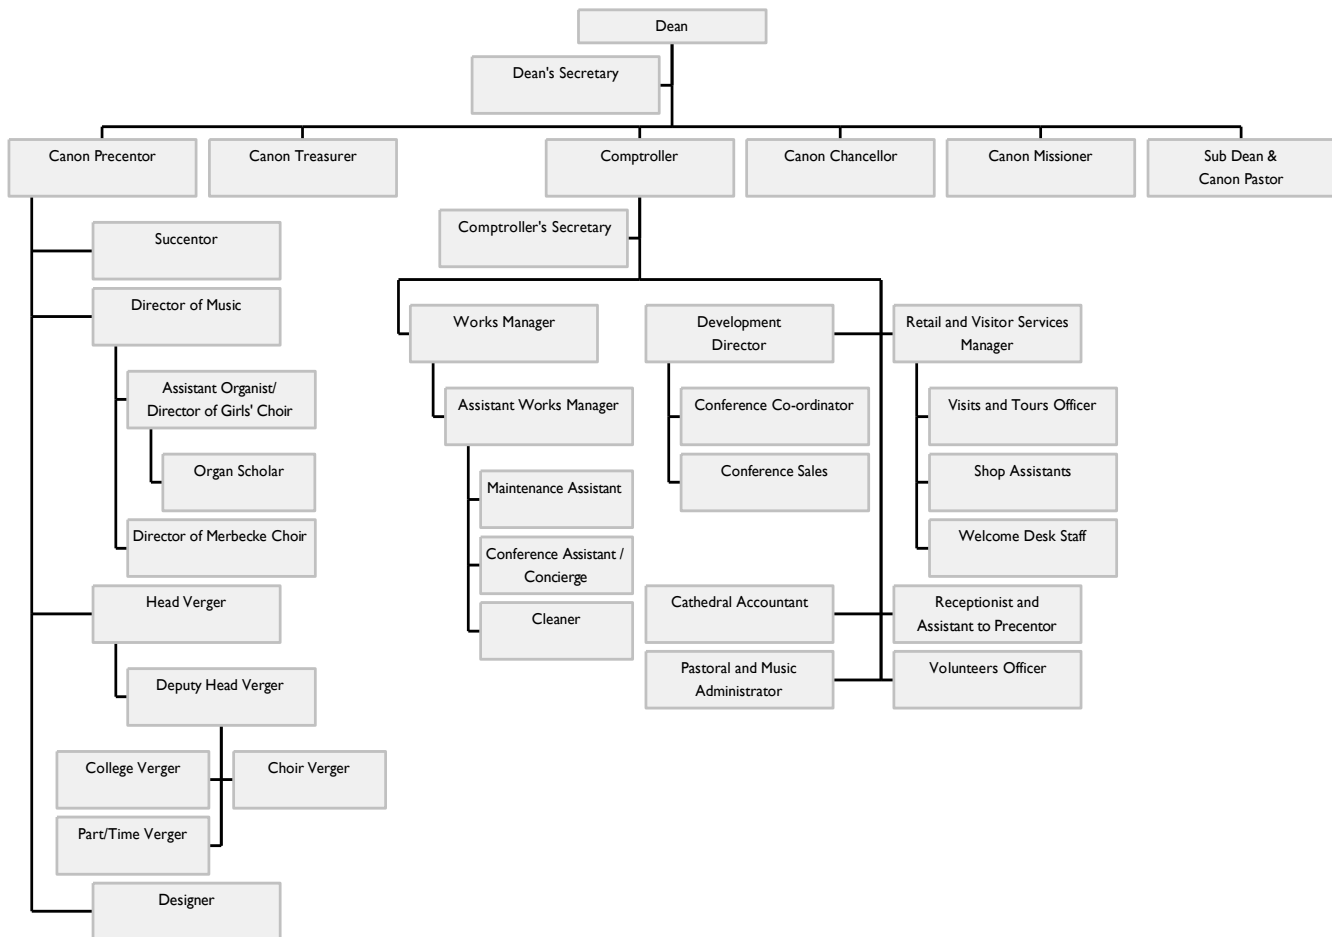 Dean
Dean's Secretary
Canon Precentor
Canon Treasurer
Comptroller
Canon Chancellor
Canon Missioner
Sub Dean &
Canon Pastor
Succentor
Director of Music
Assistant Organist/
Director of Girls' Choir
Organ Scholar
Director of Merbecke Choir
Head Verger
Deputy Head Verger
College Verger
Choir Verger
Part/Time Verger
Designer
Comptroller's Secretary
Works Manager
Assistant Works Manager
Maintenance Assistant
Conference Assistant /
Concierge
Cleaner
Development
Director
Conference Co-ordinator
Conference Sales
Retail and Visitor Services
Manager
Visits and Tours Officer
Shop Assistants
Welcome Desk Staff
Cathedral Accountant
Receptionist and
Assistant to Precentor
Pastoral and Music
Administrator
Volunteers Officer